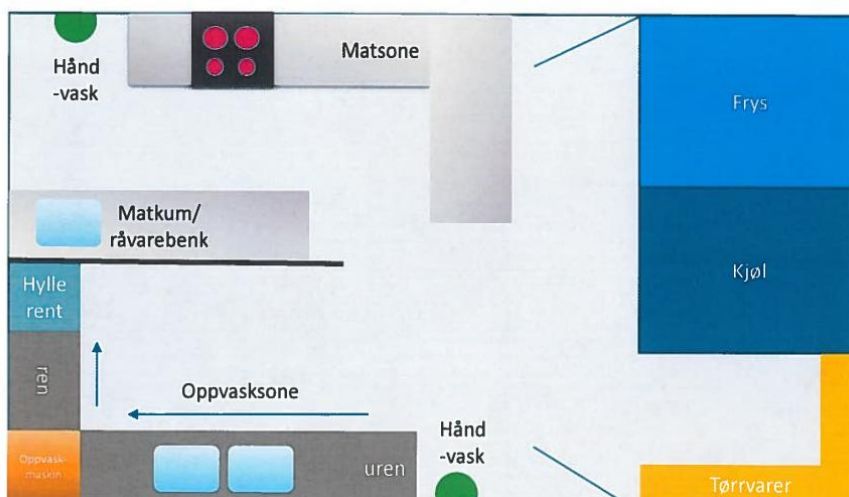 Hånd
-vask
Matsone
Frys
Matkum/
råvarebenk
Kjøl
Hylle
rent
ren
Oppvasksone
Oppvask-
maskin
uren
Hånd
-vask
Tørrvarer